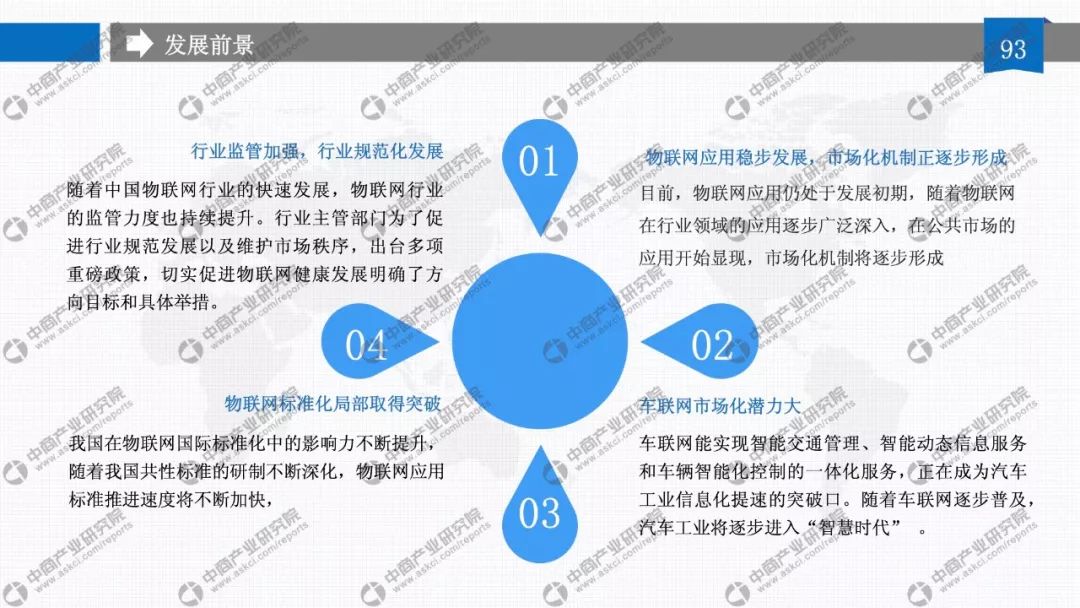 发展前景
93
行业监管加强，行业规范化发展
随着中国物联网行业的快速发展，物联网行业
的监管力度也持续提升。行业主管部门为了促
进行业规范发展以及维护市场秩序，出台多项
重磅政策，切实促进物联网健康发展明确了方
向目标和具体举措。
01
物联网应用稳步发展，市场化机制正逐步形成
目前，物联网应用仍处于发展初期，随着物联网
在行业领域的应用逐步广泛深入，在公共市场的
应用开始显现，市场化机制将逐步形成
04
02
物联网标准化局部取得突破
我国在物联网国际标准化中的影响力不断提升，
随着我国共性标准的研制不断深化，物联网应用
标准推进速度将不断加快，
03
车联网市场化潜力大
车联网能实现智能交通管理、智能动态信息服务
和车辆智能化控制的一体化服务，正在成为汽车
工业信息化提速的突破口。随着车联网逐步普及，
汽车工业将逐步进入“智慧时代” 。
中商产业研究院
www.askci.com/reports